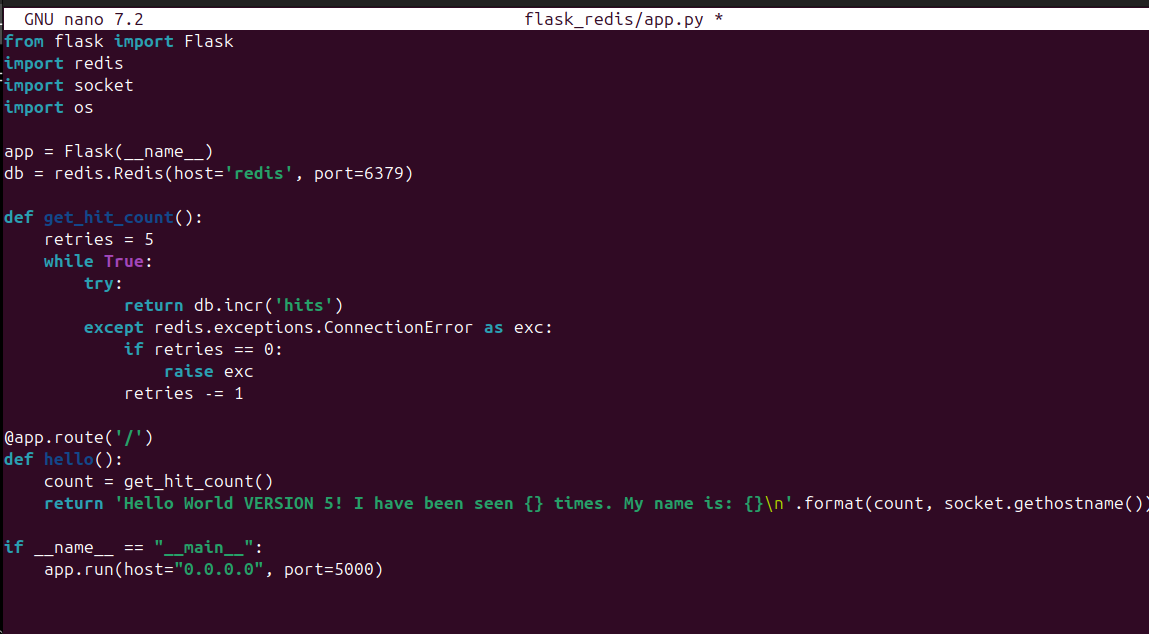 GNU nano 7.2 flask_redis/app.py *
from flask import Flask
import redis
import socket
import os

app = Flask(__name__)
db = redis.Redis(host='redis', port=6379)

def get_hit_count():
    retries = 5
    while True:
        try:
            return db.incr('hits')
        except redis.exceptions.ConnectionError as exc:
            if retries == 0:
                raise exc
            retries -= 1

@app.route('/')
def hello():
    count = get_hit_count()
    return 'Hello World VERSION 5! I have been seen {} times. My name is: {}\n'.format(count, socket.gethostname())

if __name__ == "__main__":
    app.run(host="0.0.0.0", port=5000)